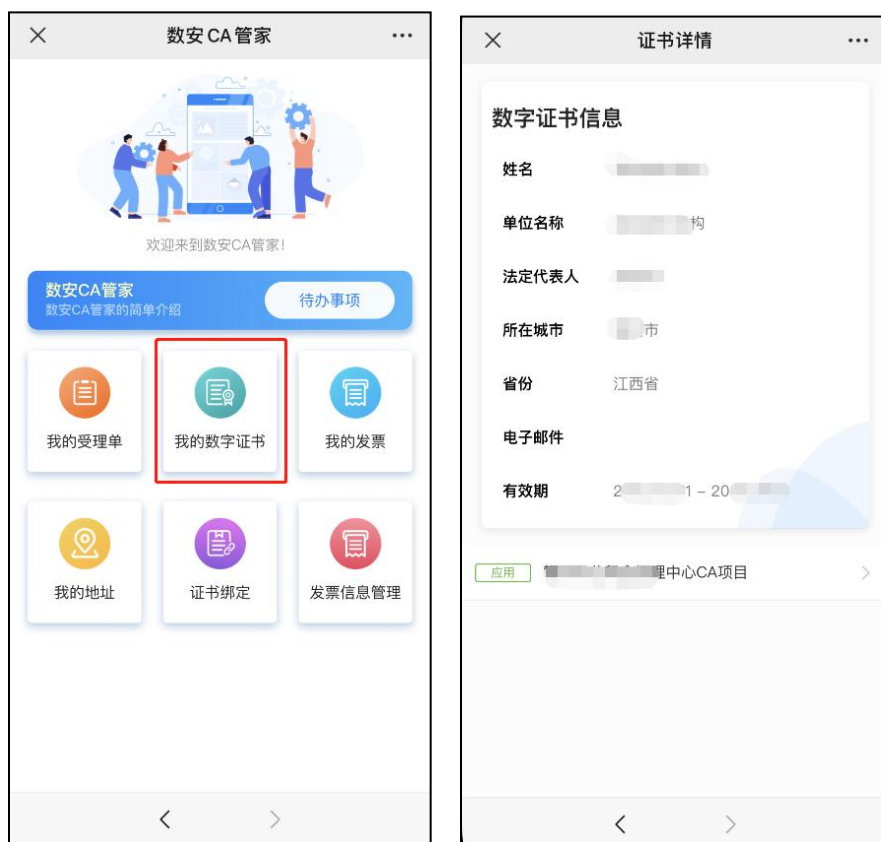 数安CA管家
欢迎来到数安CA管家!
数安CA管家
数安CA管家的简单介绍
待办事项
我的受理单
我的数字证书
我的发票
我的地址
证书绑定
发票信息管理
证书详情
数字证书信息
姓名
单位名称 构
法定代表人
所在城市 市
省份 江西省
电子邮件
有效期 2 1 – 20
应用 理中心CA项目